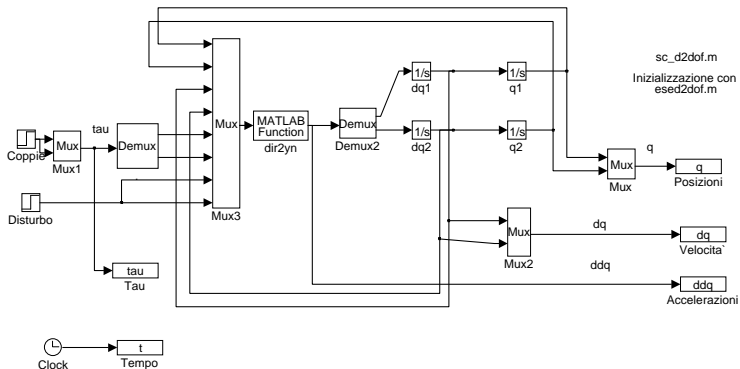 sc_d2dof.m
Inizializzazione con
esed2dof.m
1/s
dq1
1/s
q1
Mux
Mux3
MATLAB
Function
dir2yn
Demux
Demux2
1/s
dq2
1/s
q2
tau
Coppie
Mux
Mux1
Demux
q
Mux
Mux
q
Posizioni
Disturbo
dq
Mux
Mux2
dq
Velocita`
tau
Tau
ddq
ddq
Accelerazioni
Clock
t
Tempo